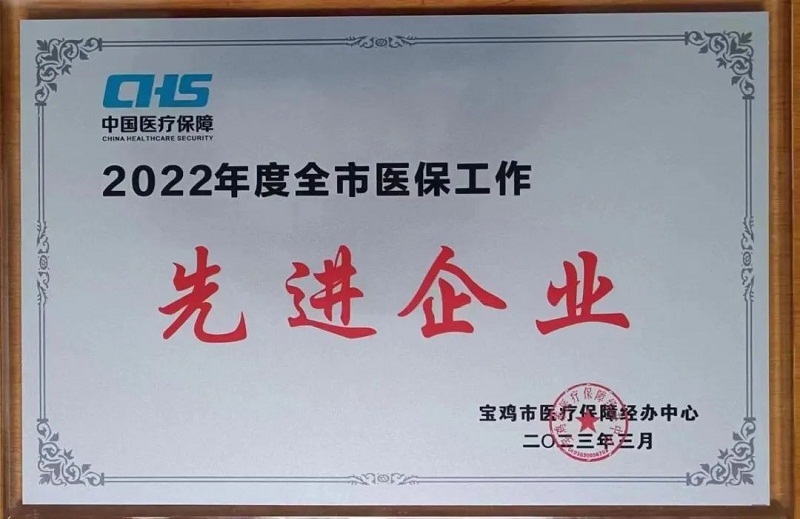 CHS
中国医疗保障
CHINA HEALTHCARE SECURITY
2022年度全市医保工作
先进企业
宝鸡市医疗保障经办中心
二〇二三年三月